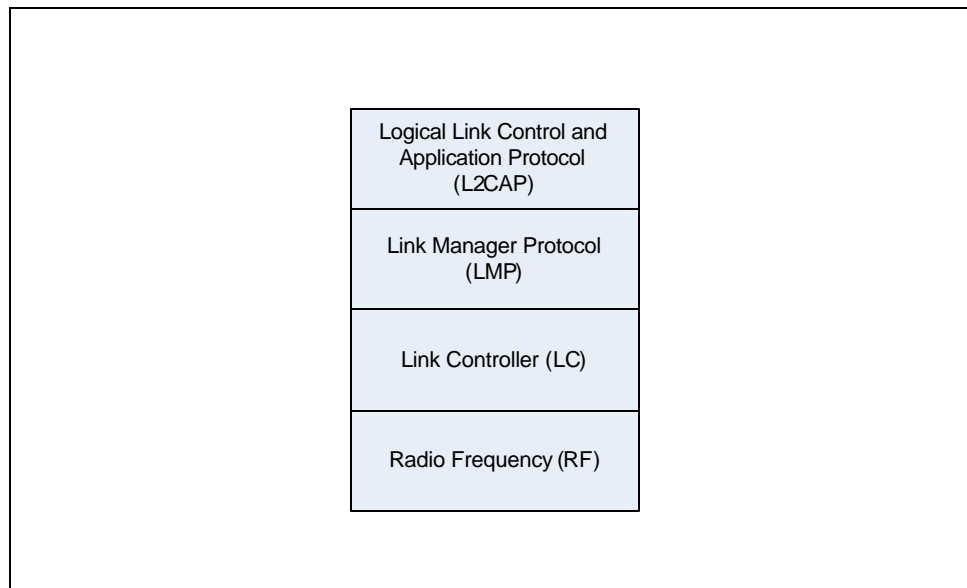 Logical Link Control and
Application Protocol
(L2CAP)
Link Manager Protocol
(LMP)
Link Controller (LC)
Radio Frequency (RF)